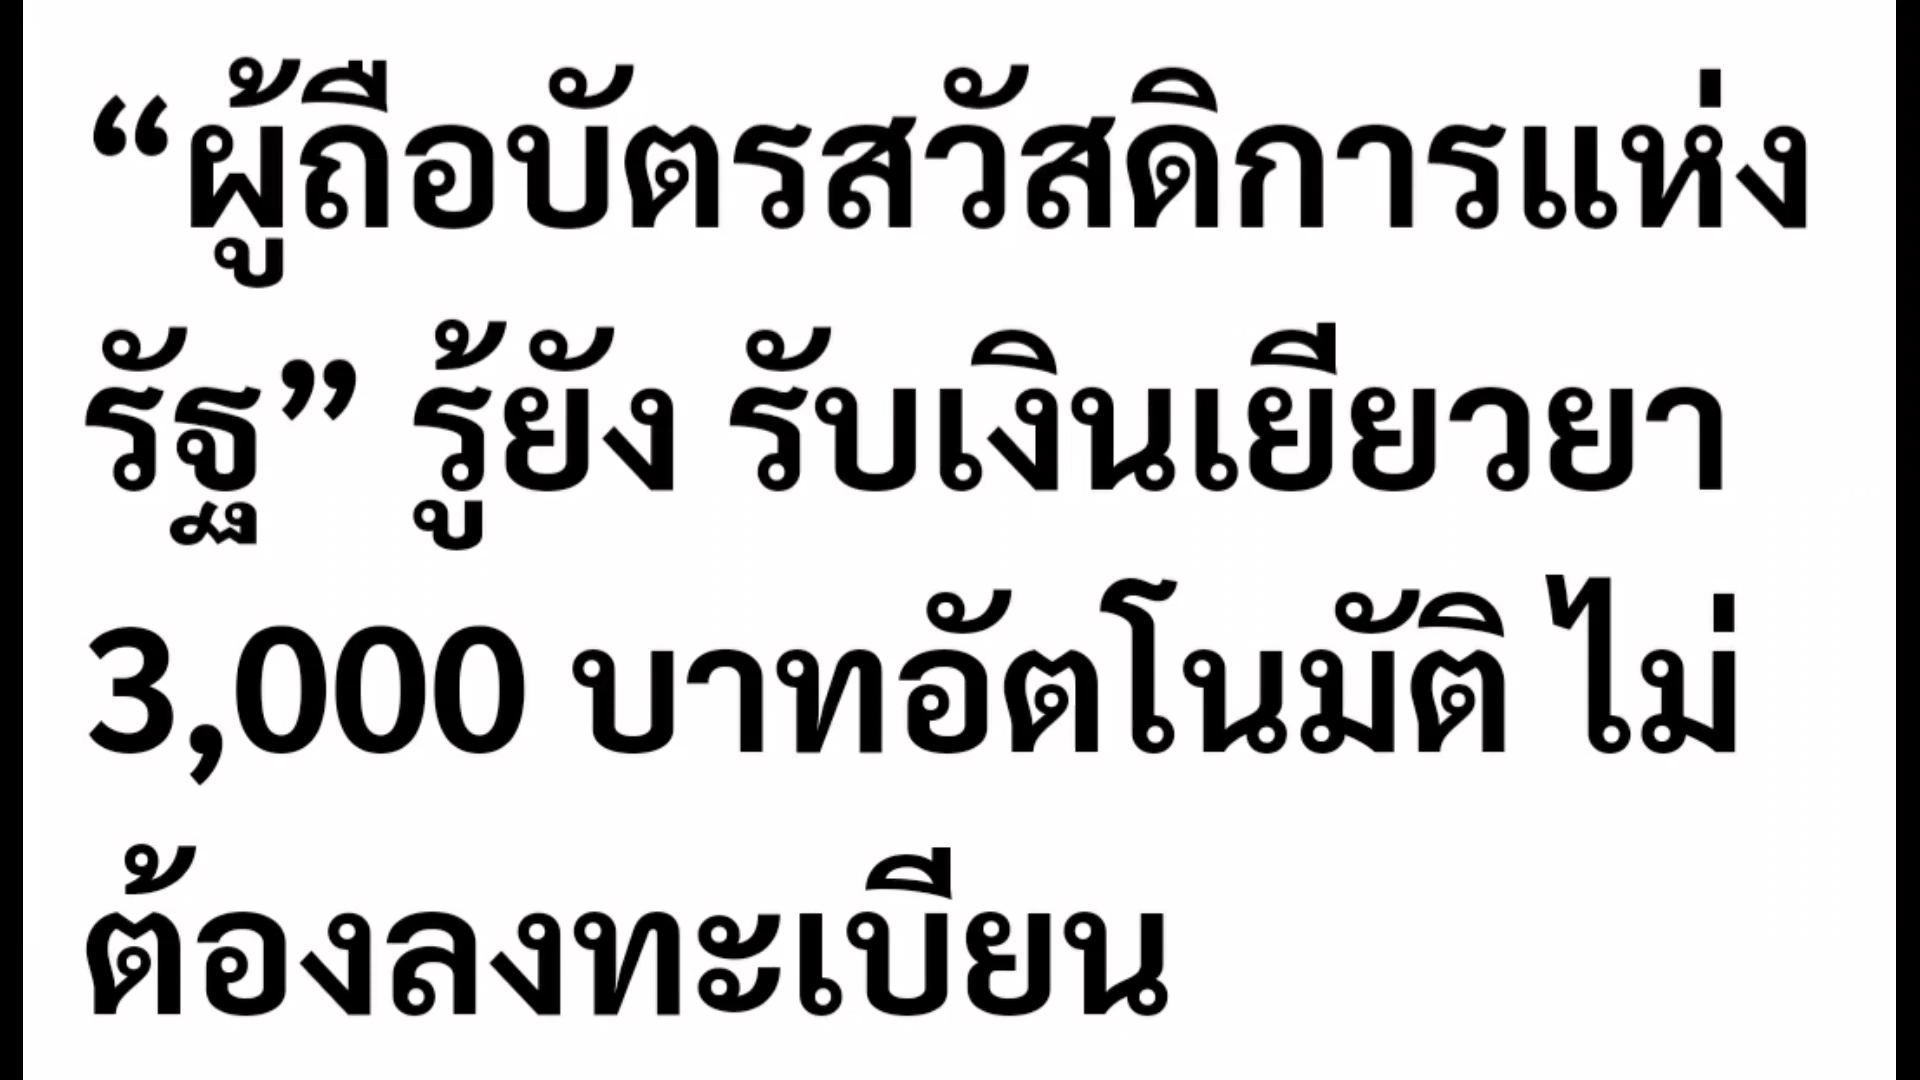 “ผู้ถือบัตรสวัสดิการแห่ง
รัฐ” รู้ยัง รับเงินเยียวยา
3,000 บาทอัตโนมัติ ไม่
ต้องลงทะเบียน